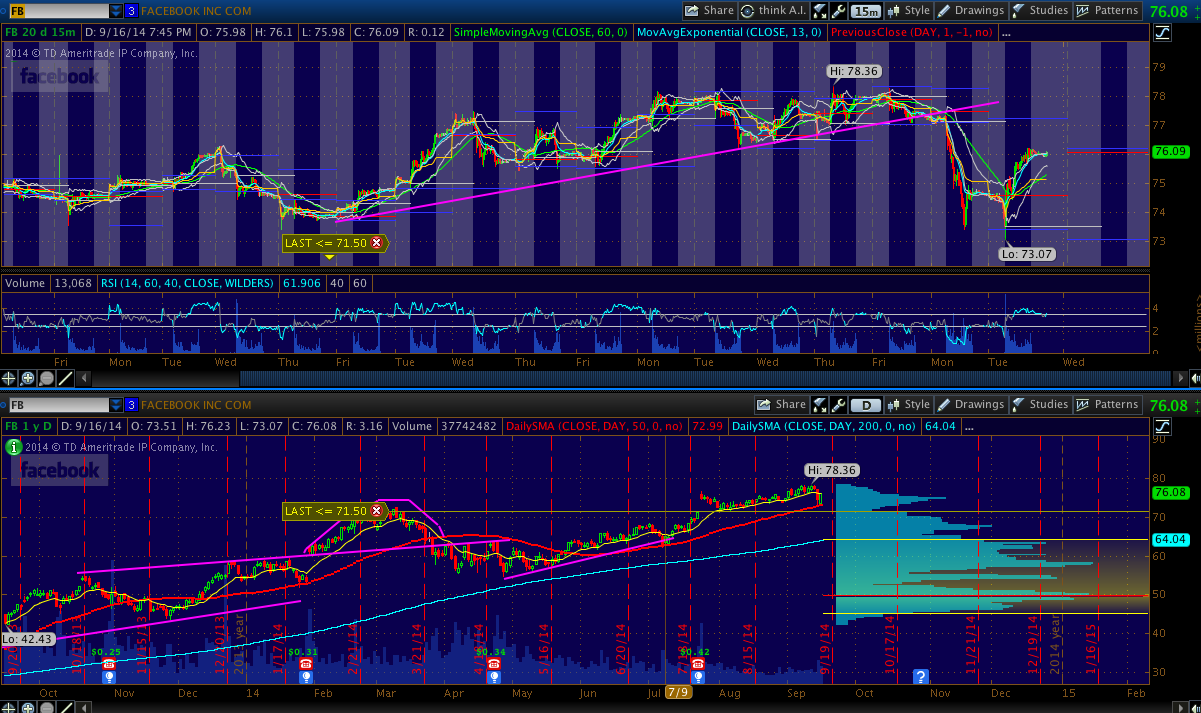 FB 3 FACEBOOK INC COM Share think A.I. 15m Style Drawings Studies Patterns 76.08
FB 20 d 15m D: 9/16/14 7:45 PM O: 75.98 H: 76.1 L: 75.98 C: 76.09 R: 0.12 SimpleMovingAvg (CLOSE, 60, 0) MovAvgExponential (CLOSE, 13, 0) PreviousClose (DAY, 1, -1, no) ...
2014 © TD Ameritrade IP Company, Inc.
facebook
Hi: 78.36
79
78
77
76.09
75
74
73
LAST <= 71.50
Lo: 73.07
Volume 13,068 RSI (14, 60, 40, CLOSE, WILDERS) 61.906 40 60
4
2
0
<millions>
Fri Mon Tue Wed Thu Fri Tue Wed Thu Fri Mon Tue Wed Thu Fri Mon Tue Wed
FB 3 FACEBOOK INC COM Share D Style Drawings Studies Patterns 76.08
FB 1 y D D: 9/16/14 O: 73.51 H: 76.23 L: 73.07 C: 76.08 R: 3.16 Volume 37742482 DailySMA (CLOSE, DAY, 50, 0, no) 72.99 DailySMA (CLOSE, DAY, 200, 0, no) 64.04 ...
i 2014 © TD Ameritrade IP Company, Inc.
facebook
Hi: 78.36
90
80
76.08
70
64.04
60
50
40
30
LAST <= 71.50
Lo: 42.43
10/18/13 11/15/13 12/20/13 1/17/14 3/21/14 5/16/14 6/20/14 8/15/14 9/19/14 10/17/14 11/21/14 12/19/14 2014 year 1/16/15
$0.25 $0.31 $0.34 $0.42
?
Oct Nov Dec 14 Feb Mar Apr May Jun Jul 7/9 Aug Sep Oct Nov Dec 15 Feb